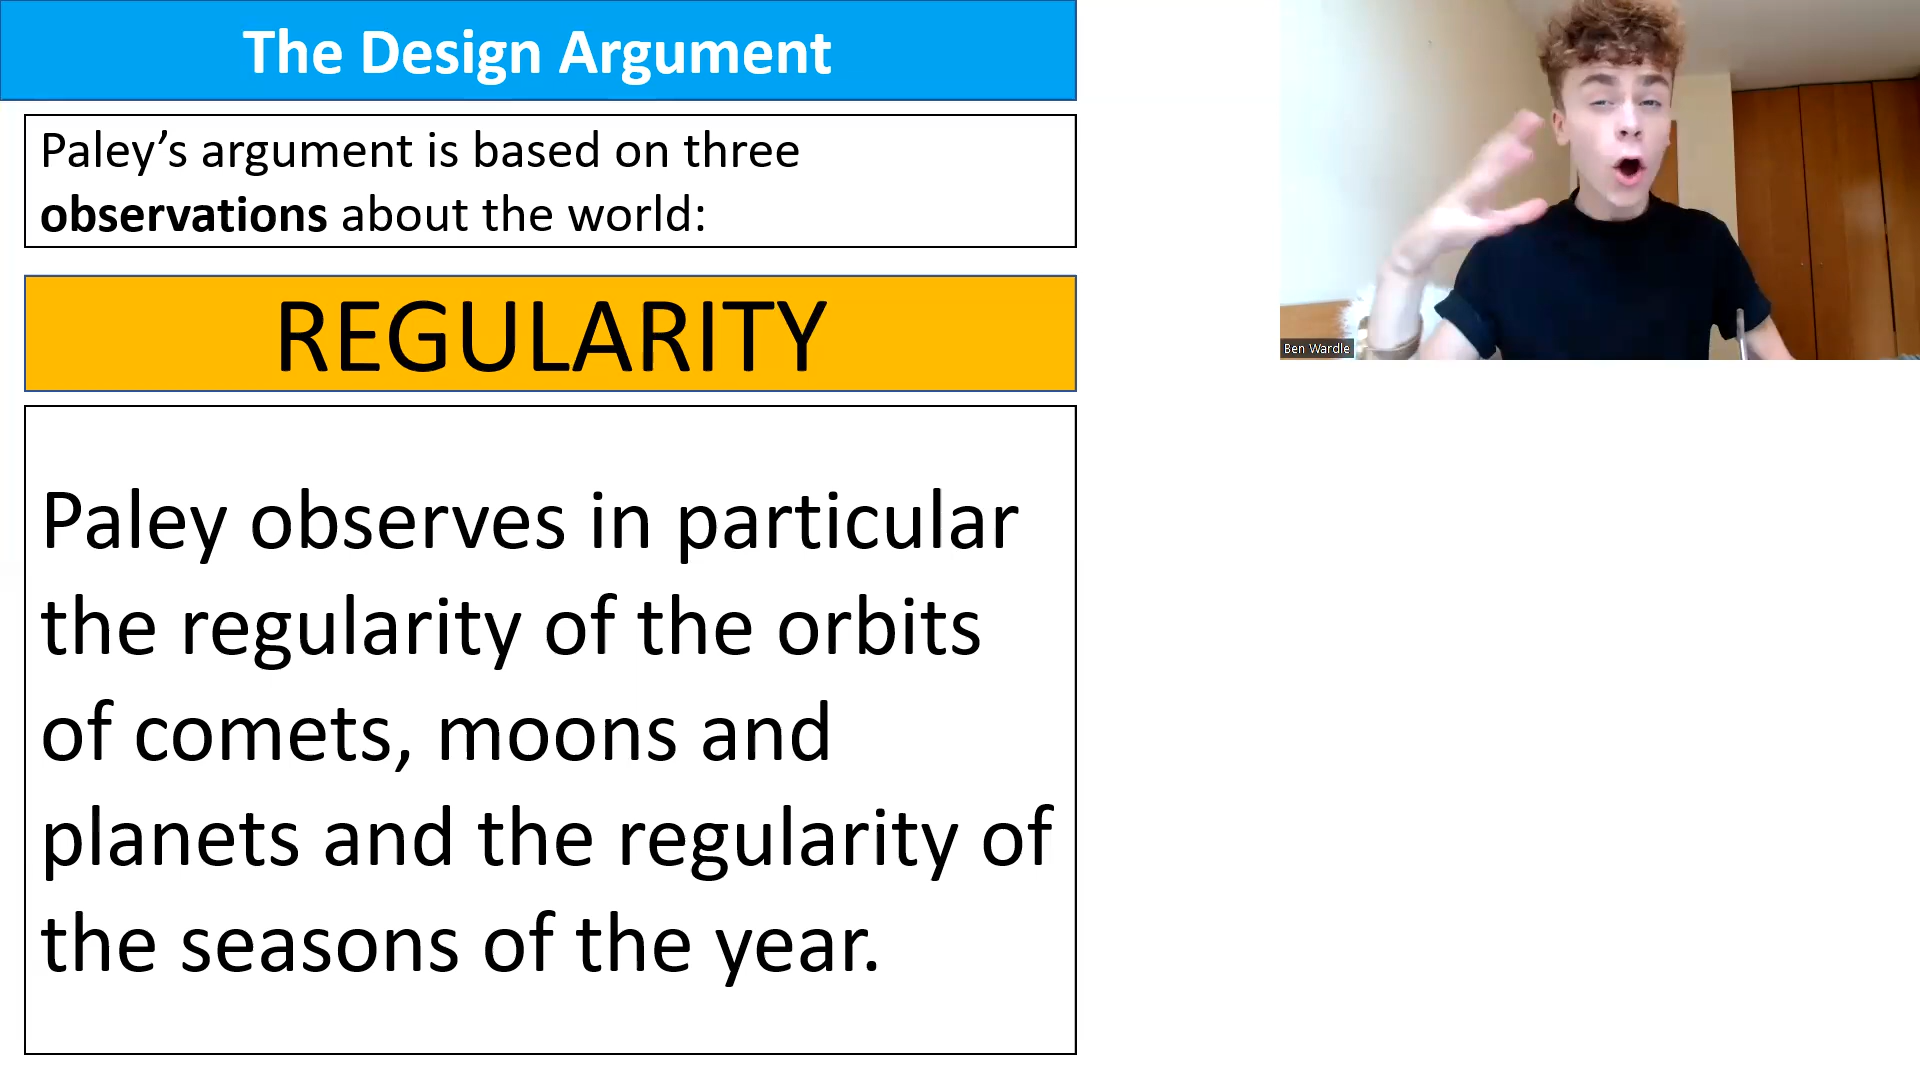 The Design Argument
Paley’s argument is based on three
observations about the world:
REGULARITY
Paley observes in particular
the regularity of the orbits
of comets, moons and
planets and the regularity of
the seasons of the year.
Ben Wardle